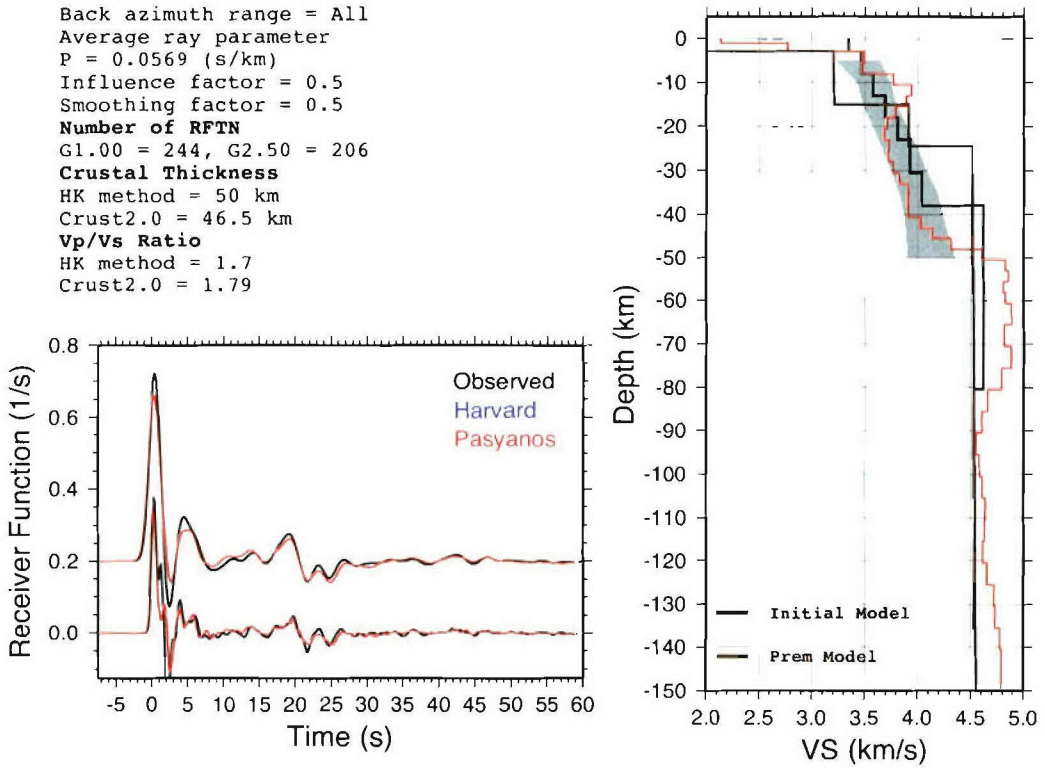 Back azimuth range = All
Average ray parameter
P = 0.0569 (s/km)
Influence factor = 0.5
Smoothing factor = 0.5
Number of RFTN
G1.00 = 244, G2.50 = 206
Crustal Thickness
HK method = 50 km
Crust2.0 = 46.5 km
Vp/Vs Ratio
HK method = 1.7
Crust2.0 = 1.79
Receiver Function (1/s)
0.8
0.6
0.4
0.2
0.0
Observed
Harvard
Pasyanos
-5 0 5 10 15 20 25 30 35 40 45 50 55 60
Time (s)
Depth (km)
0
-10
-20
-30
-40
-50
-60
-70
-80
-90
-100
-110
-120
-130
-140
-150
Initial Model
Prem Model
2.0 2.5 3.0 3.5 4.0 4.5 5.0
VS (km/s)